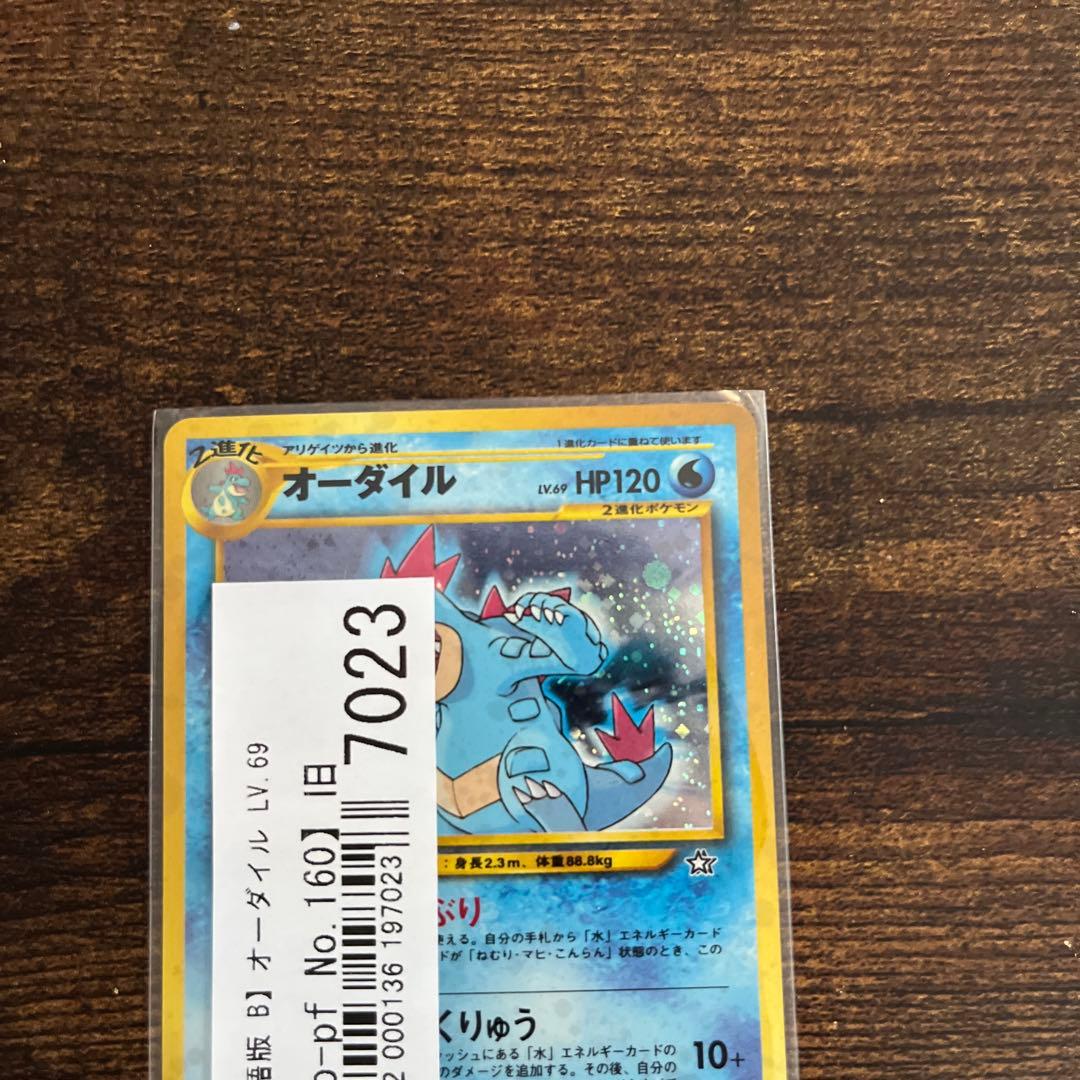 2進化
アリゲイツから進化
1進化カードに重ねて使います
オーダイル
LV.69 HP120
2進化ポケモン
: 身長2.3m、体重88.8kg
ぶり
使える。自分の手札から「水」エネルギーカード
ドが「ねむり・マヒ・こんらん」状態のとき、この
くりゅう
10+
ッシュにある「水」エネルギーカードの
のダメージを追加する。その後、自分の
語版 B】オーダイル LV.69
o-pf No.160】旧
7023
2 000136 197023